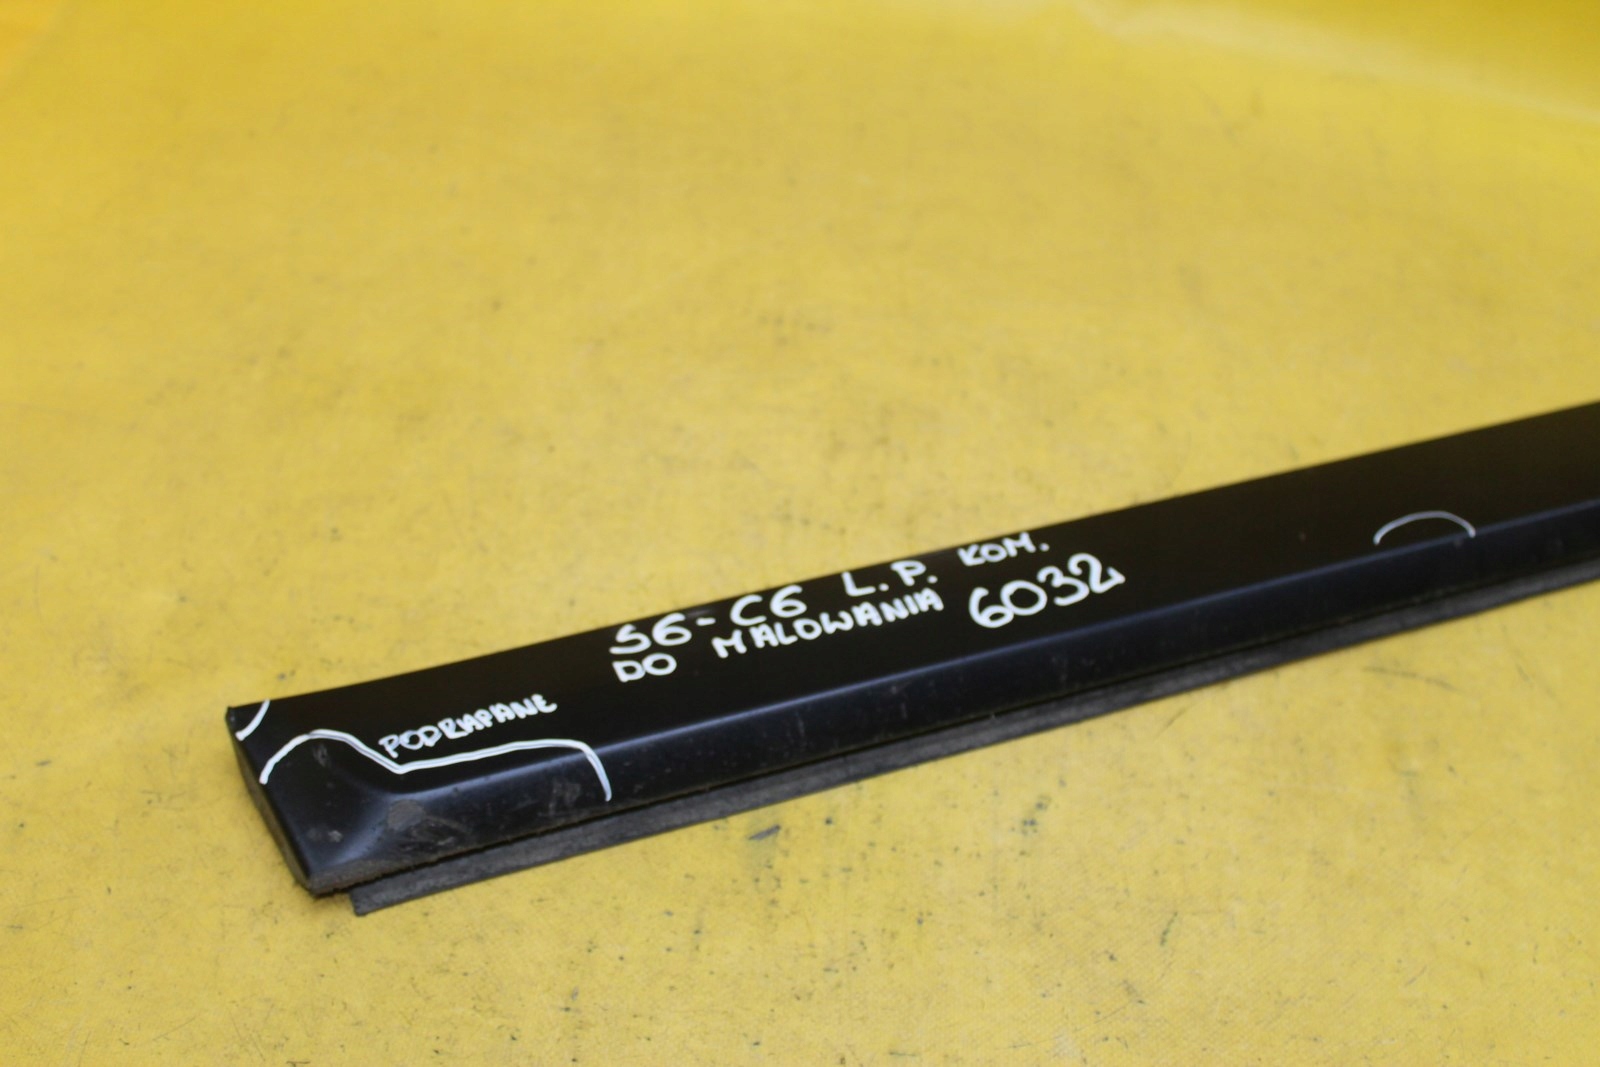 S6-C6 L.P. KOM.
DO MALOWANIA 6032
PODRAPANE